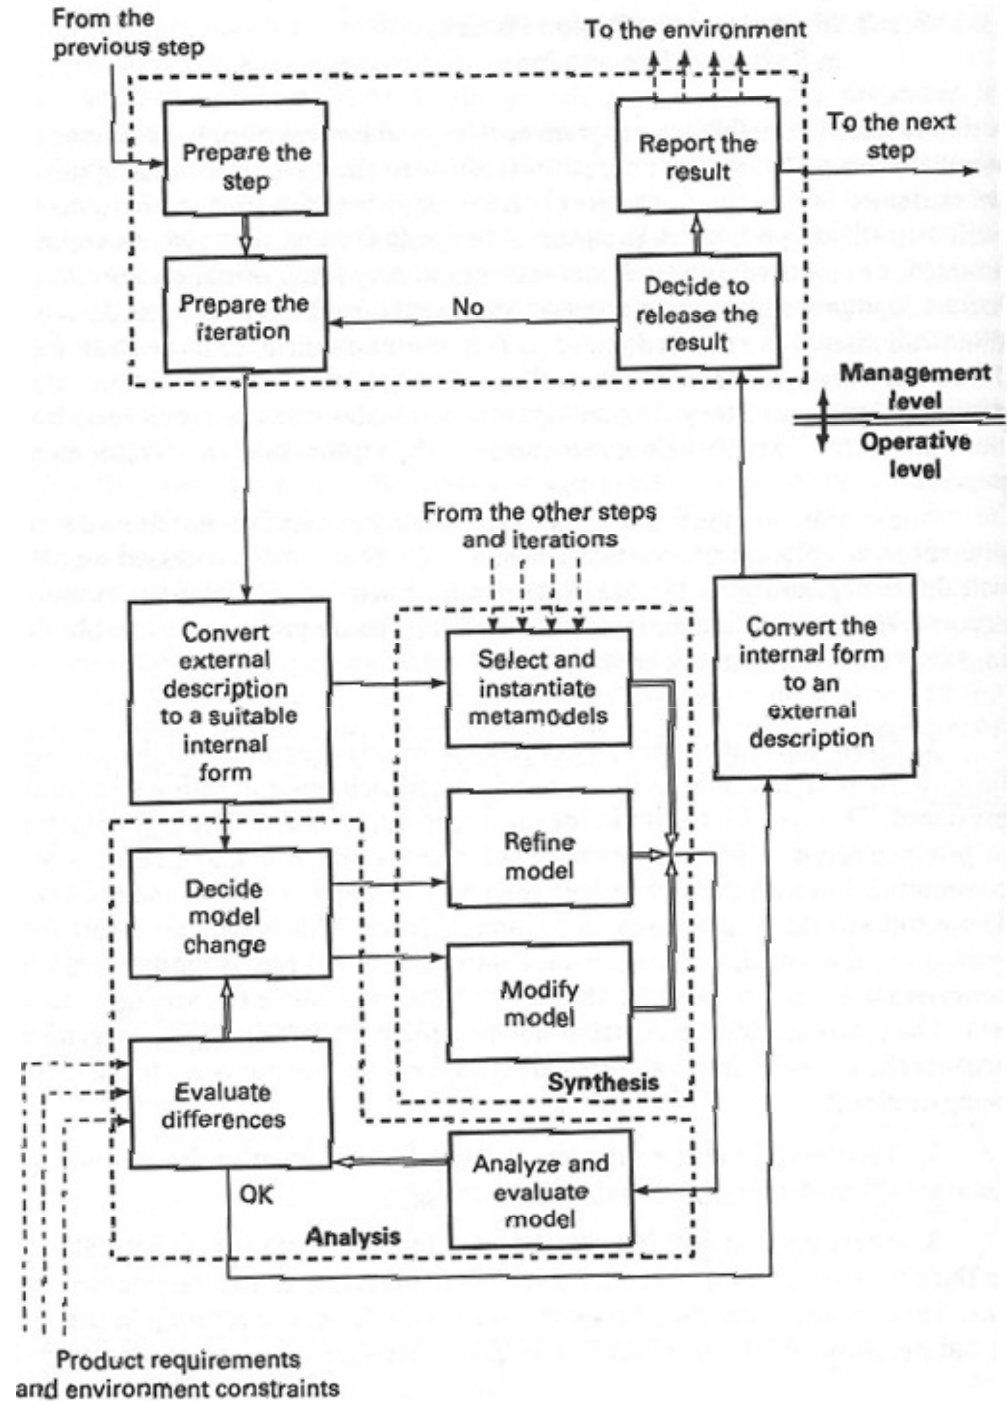 From the
previous step
To the environment
Prepare the
step
Report the
result
To the next
step
Prepare the
iteration
No
Decide to
release the
result
Management
level
Operative
level
From the other steps
and iterations
Convert
external
description
to a suitable
internal
form
Select and
instantiate
metamodels
Convert the
internal form
to an
external
description
Refine
model
Decide
model
change
Modify
model
Synthesis
Evaluate
differences
Analyze and
evaluate
model
OK
Analysis
Product requirements
and environment constraints